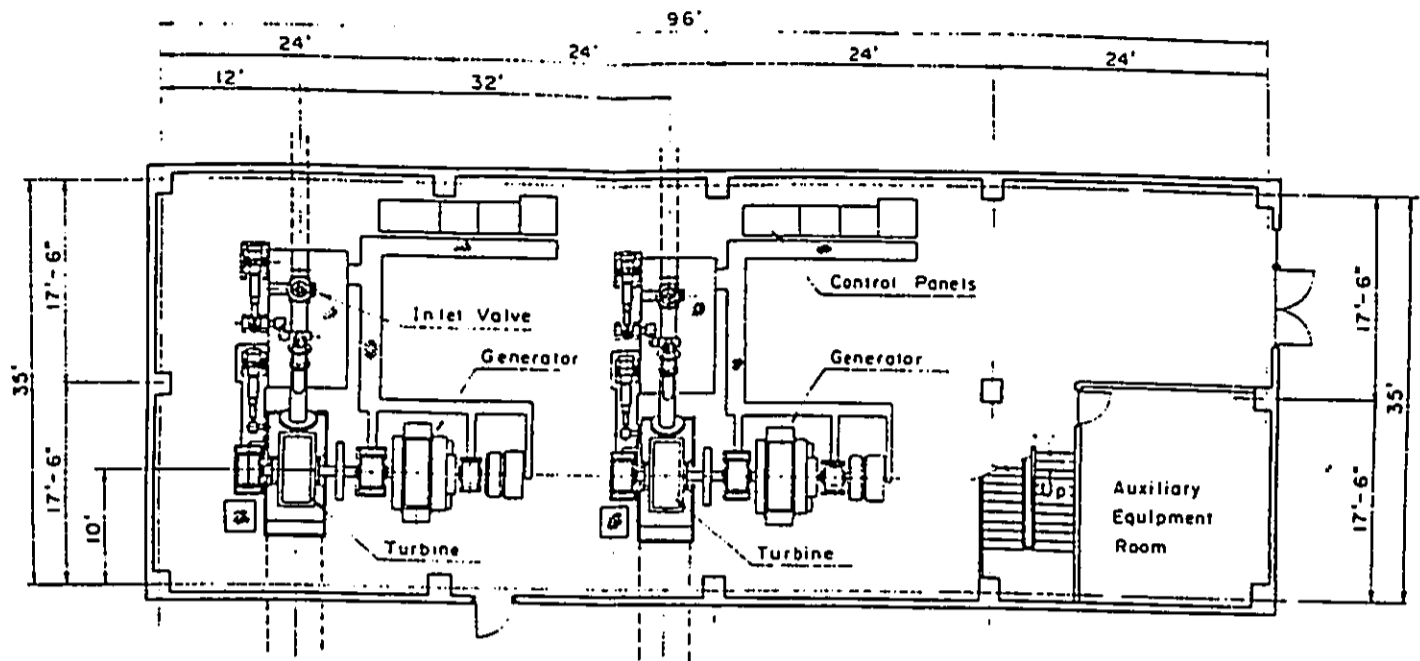 96'
24'
24'
24'
24'
12'
32'
Control Panels
Inlet Valve
Generator
Generator
17'-6"
17'-6"
35'
35'
17'-6"
17'-6"
10'
Up
Auxiliary
Equipment
Room
Turbine
Turbine